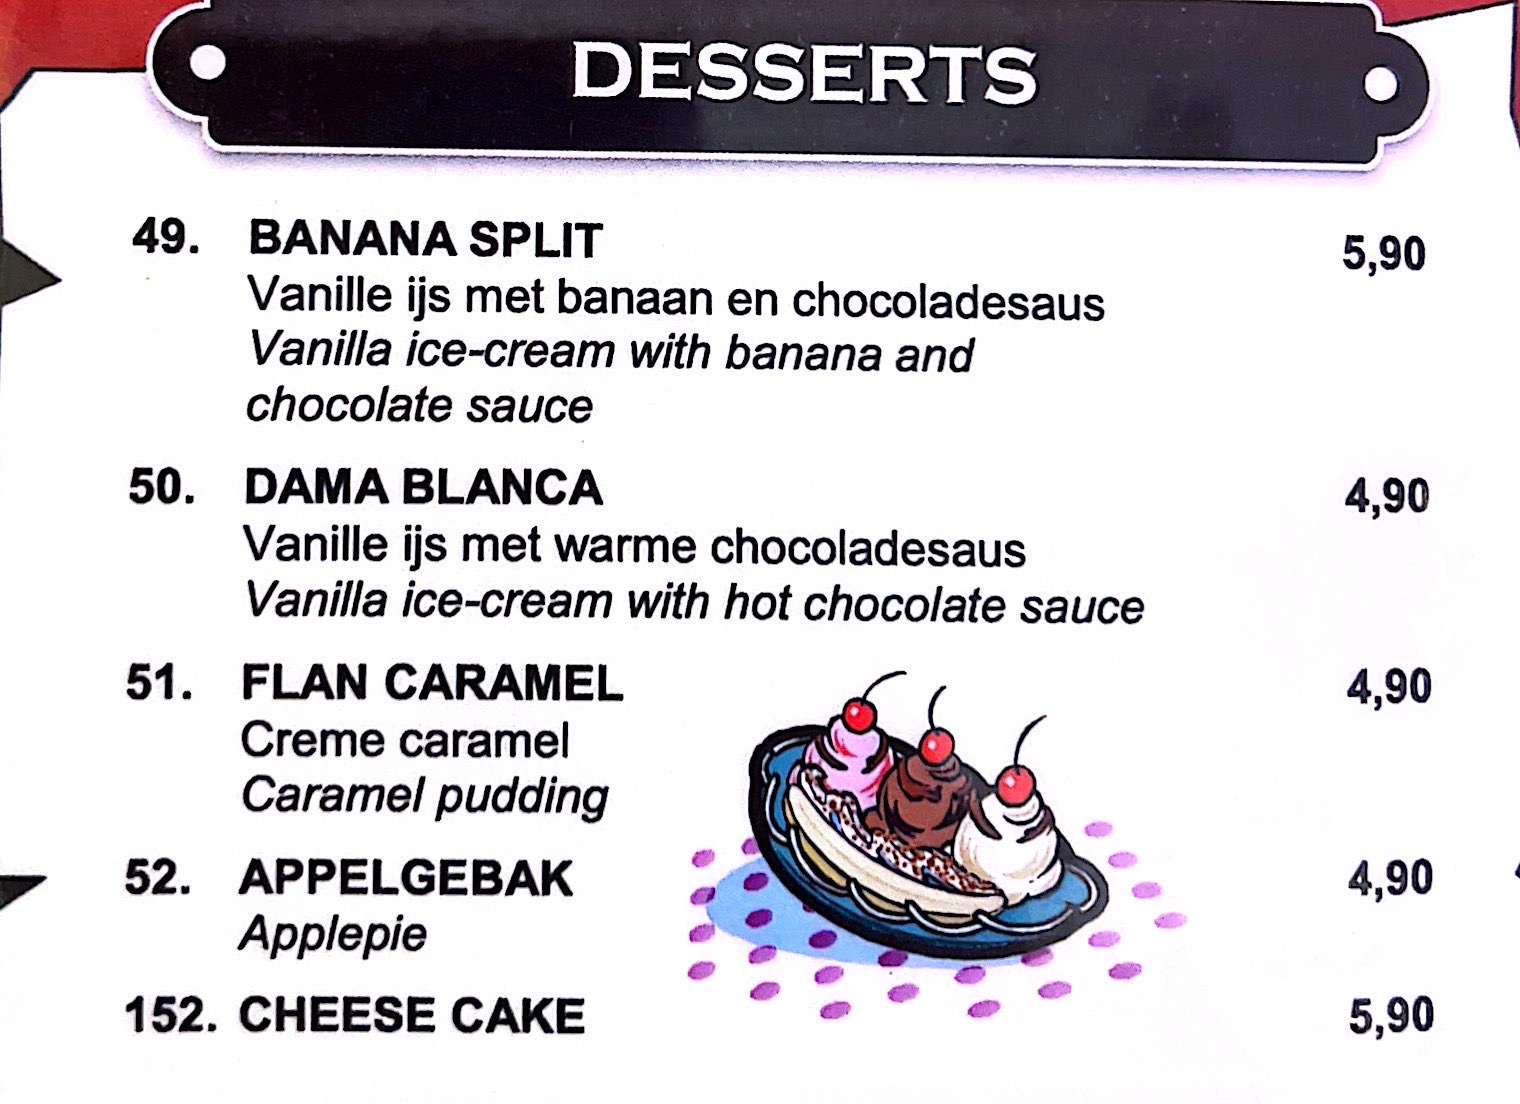 DESSERTS
49. BANANA SPLIT 5,90
Vanille ijs met banaan en chocoladesaus
Vanilla ice-cream with banana and
chocolate sauce
50. DAMA BLANCA 4,90
Vanille ijs met warme chocoladesaus
Vanilla ice-cream with hot chocolate sauce
51. FLAN CARAMEL 4,90
Creme caramel
Caramel pudding
52. APPELGEBAK 4,90
Applepie
152. CHEESE CAKE 5,90